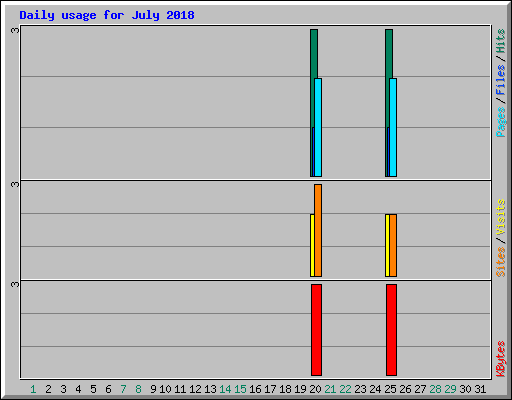 Daily usage for July 2018
3
3
3
Pages/Files/Hits
Sites/Visits
KBytes
1 2 3 4 5 6 7 8 9 10 11 12 13 14 15 16 17 18 19 20 21 22 23 24 25 26 27 28 29 30 31